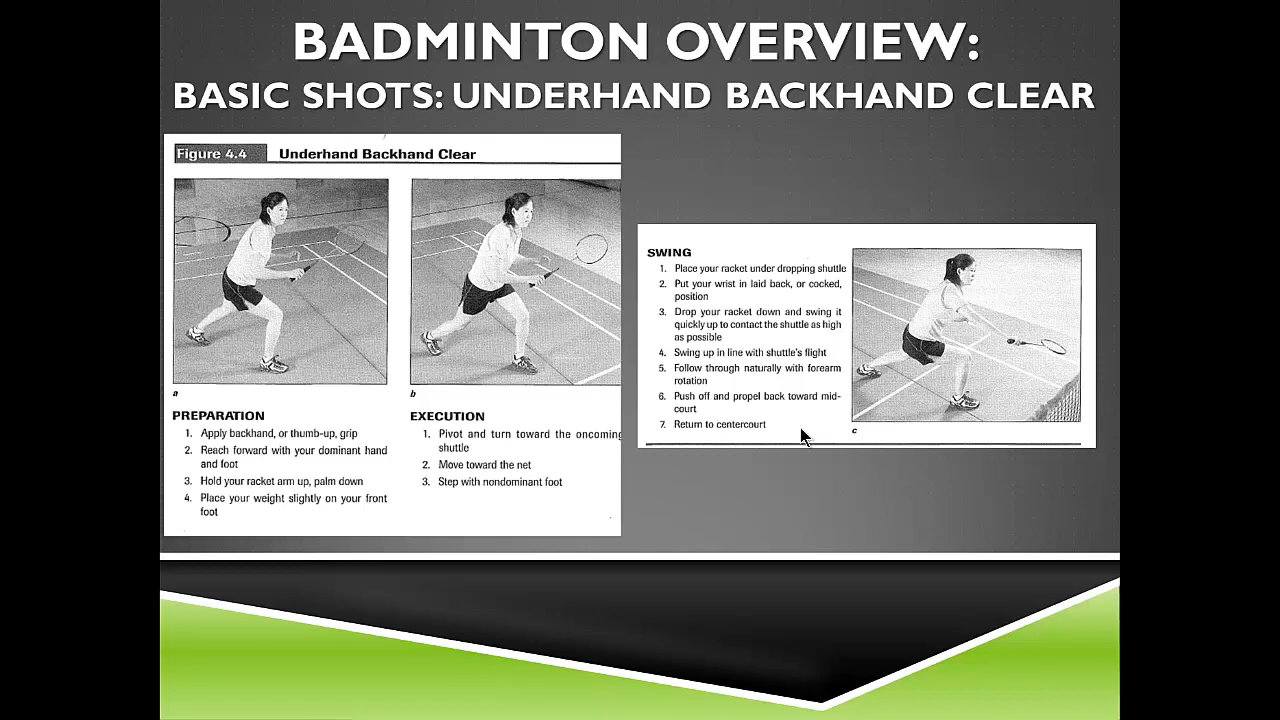 BADMINTON OVERVIEW:
BASIC SHOTS: UNDERHAND BACKHAND CLEAR
Figure 4.4 Underhand Backhand Clear
a
PREPARATION
1. Apply backhand, or thumb-up, grip
2. Reach forward with your dominant hand
and foot
3. Hold your racket arm up, palm down
4. Place your weight slightly on your front
foot
b
EXECUTION
1. Pivot and turn toward the oncoming
shuttle
2. Move toward the net
3. Step with nondominant foot
SWING
1. Place your racket under dropping shuttle
2. Put your wrist in laid back, or cocked,
position
3. Drop your racket down and swing it
quickly up to contact the shuttle as high
as possible
4. Swing up in line with shuttle's flight
5. Follow through naturally with forearm
rotation
6. Push off and propel back toward mid-
court
7. Return to centercourt
c